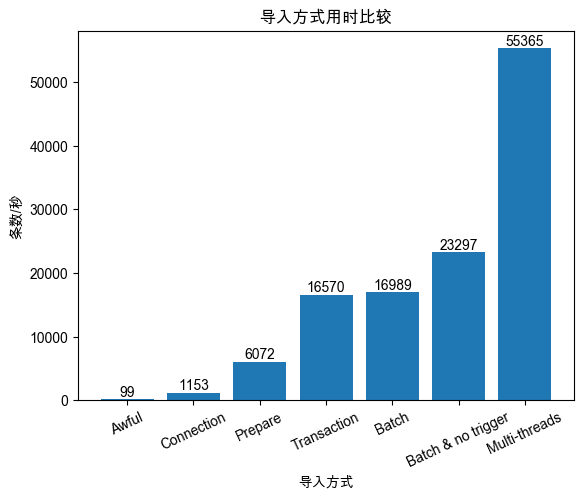 导入方式用时比较
条数/秒
50000
40000
30000
20000
10000
0
99
1153
6072
16570
16989
23297
55365
Awful
Connection
Prepare
Transaction
Batch
Batch & no trigger
Multi-threads
导入方式